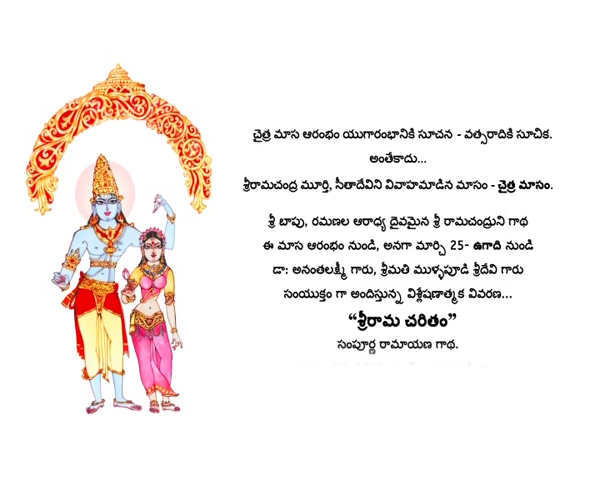 చైత్ర మాస ఆరంభం యుగారంభానికి సూచన - వత్సరాదికి సూచిక.
అంతేకాదు...
శ్రీరామచంద్ర మూర్తి, సీతాదేవిని వివాహమాడిన మాసం - చైత్ర మాసం.
శ్రీ బాపు, రమణల ఆరాధ్య దైవమైన శ్రీ రామచంద్రుని గాథ
ఈ మాస ఆరంభం నుండి, అనగా మార్చి 25- ఉగాది నుండి
డా: అనంతలక్ష్మీ గారు, శ్రీమతి ముళ్ళపూడి శ్రీదేవి గారు
సంయుక్తం గా అందిస్తున్న విశ్లేషణాత్మక వివరణ...
“శ్రీరామ చరితం”
సంపూర్ణ రామాయణ గాథ.